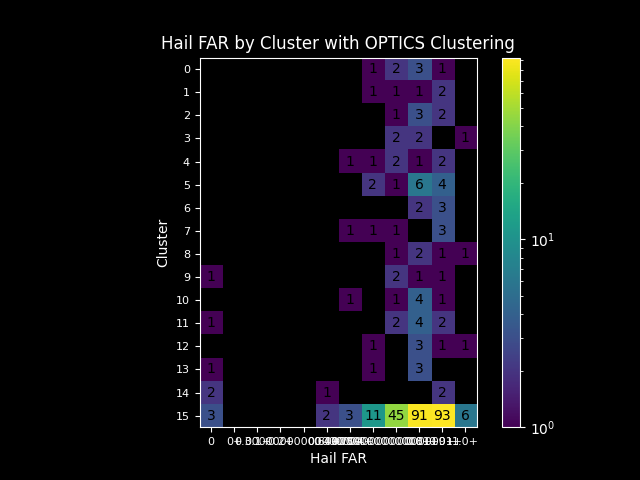 Hail FAR by Cluster with OPTICS Clustering
0 1 2 3 1
1 1 1 1 2
2 1 3 2
3 2 2 1
4 1 1 2 1 2
5 2 1 6 4
6 2 3
7 1 1 1 3
8 1 2 1 1
9 1 2 1 1
10 1 1 4 1
11 1 2 4 2
12 1 3 1 1
13 1 1 3
14 2 1 2
15 3 2 3 11 45 91 93 6
Cluster
0
Hail FAR
10¹
10⁰